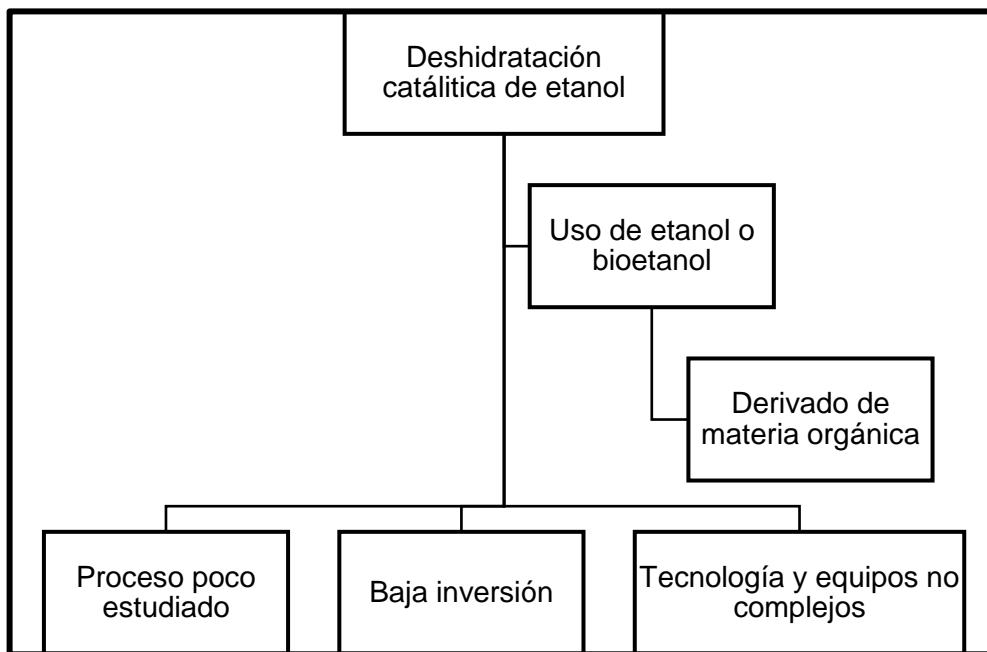 Deshidratación
catálitica de etanol
Uso de etanol o
bioetanol
Derivado de
materia orgánica
Proceso poco
estudiado
Baja inversión
Tecnología y equipos no
complejos